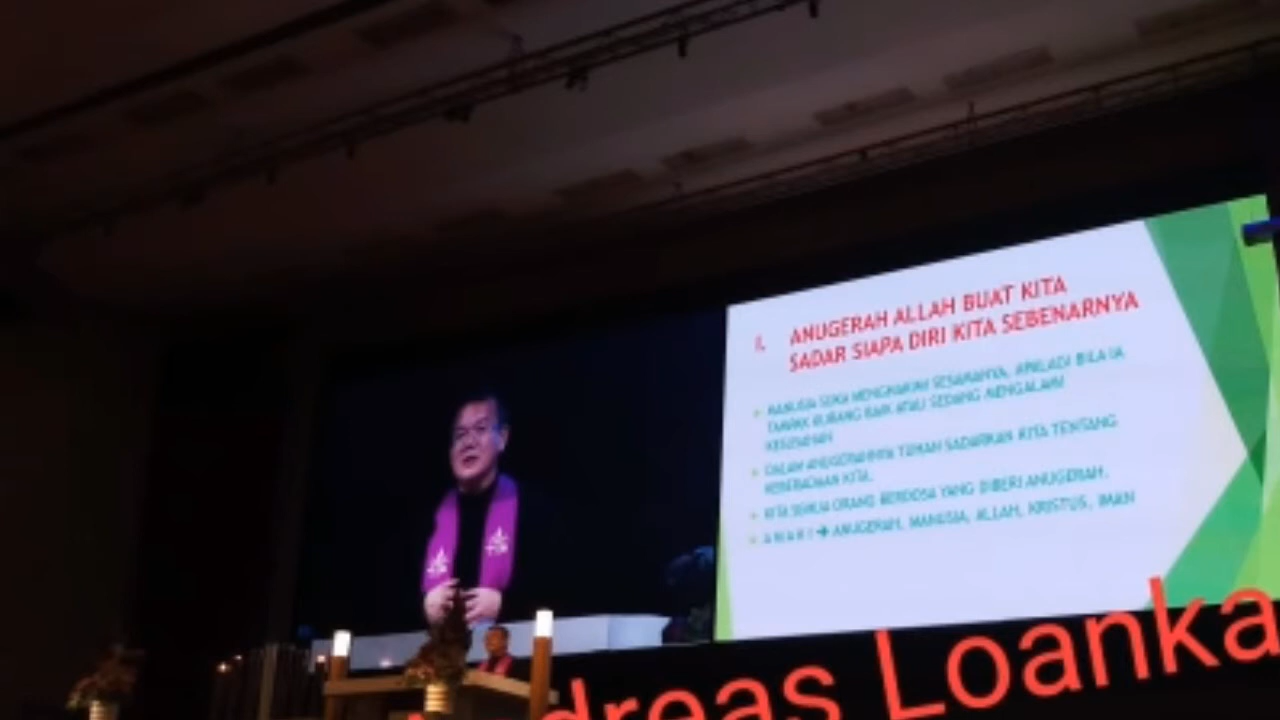 I. ANUGERAH ALLAH BUAT KITA
SADAR SIAPA DIRI KITA SEBENARNYA
MANUSIA SUKA MENGHAKIMI SESAMANYA, APALAGI BILA IA
TAMPAK KURANG BAIK ATAU SEDANG MENGALAMI
DALAM ANUGERAHNYA TUHAN SADARKAN KITA TENTANG
KEBERADAAN KITA.
KITA SEMUA ORANG BERDOSA YANG DIBERI ANUGERAH.
A M A K I → ANUGERAH, MANUSIA, ALLAH, KRISTUS, IMAN
dreas Loanka